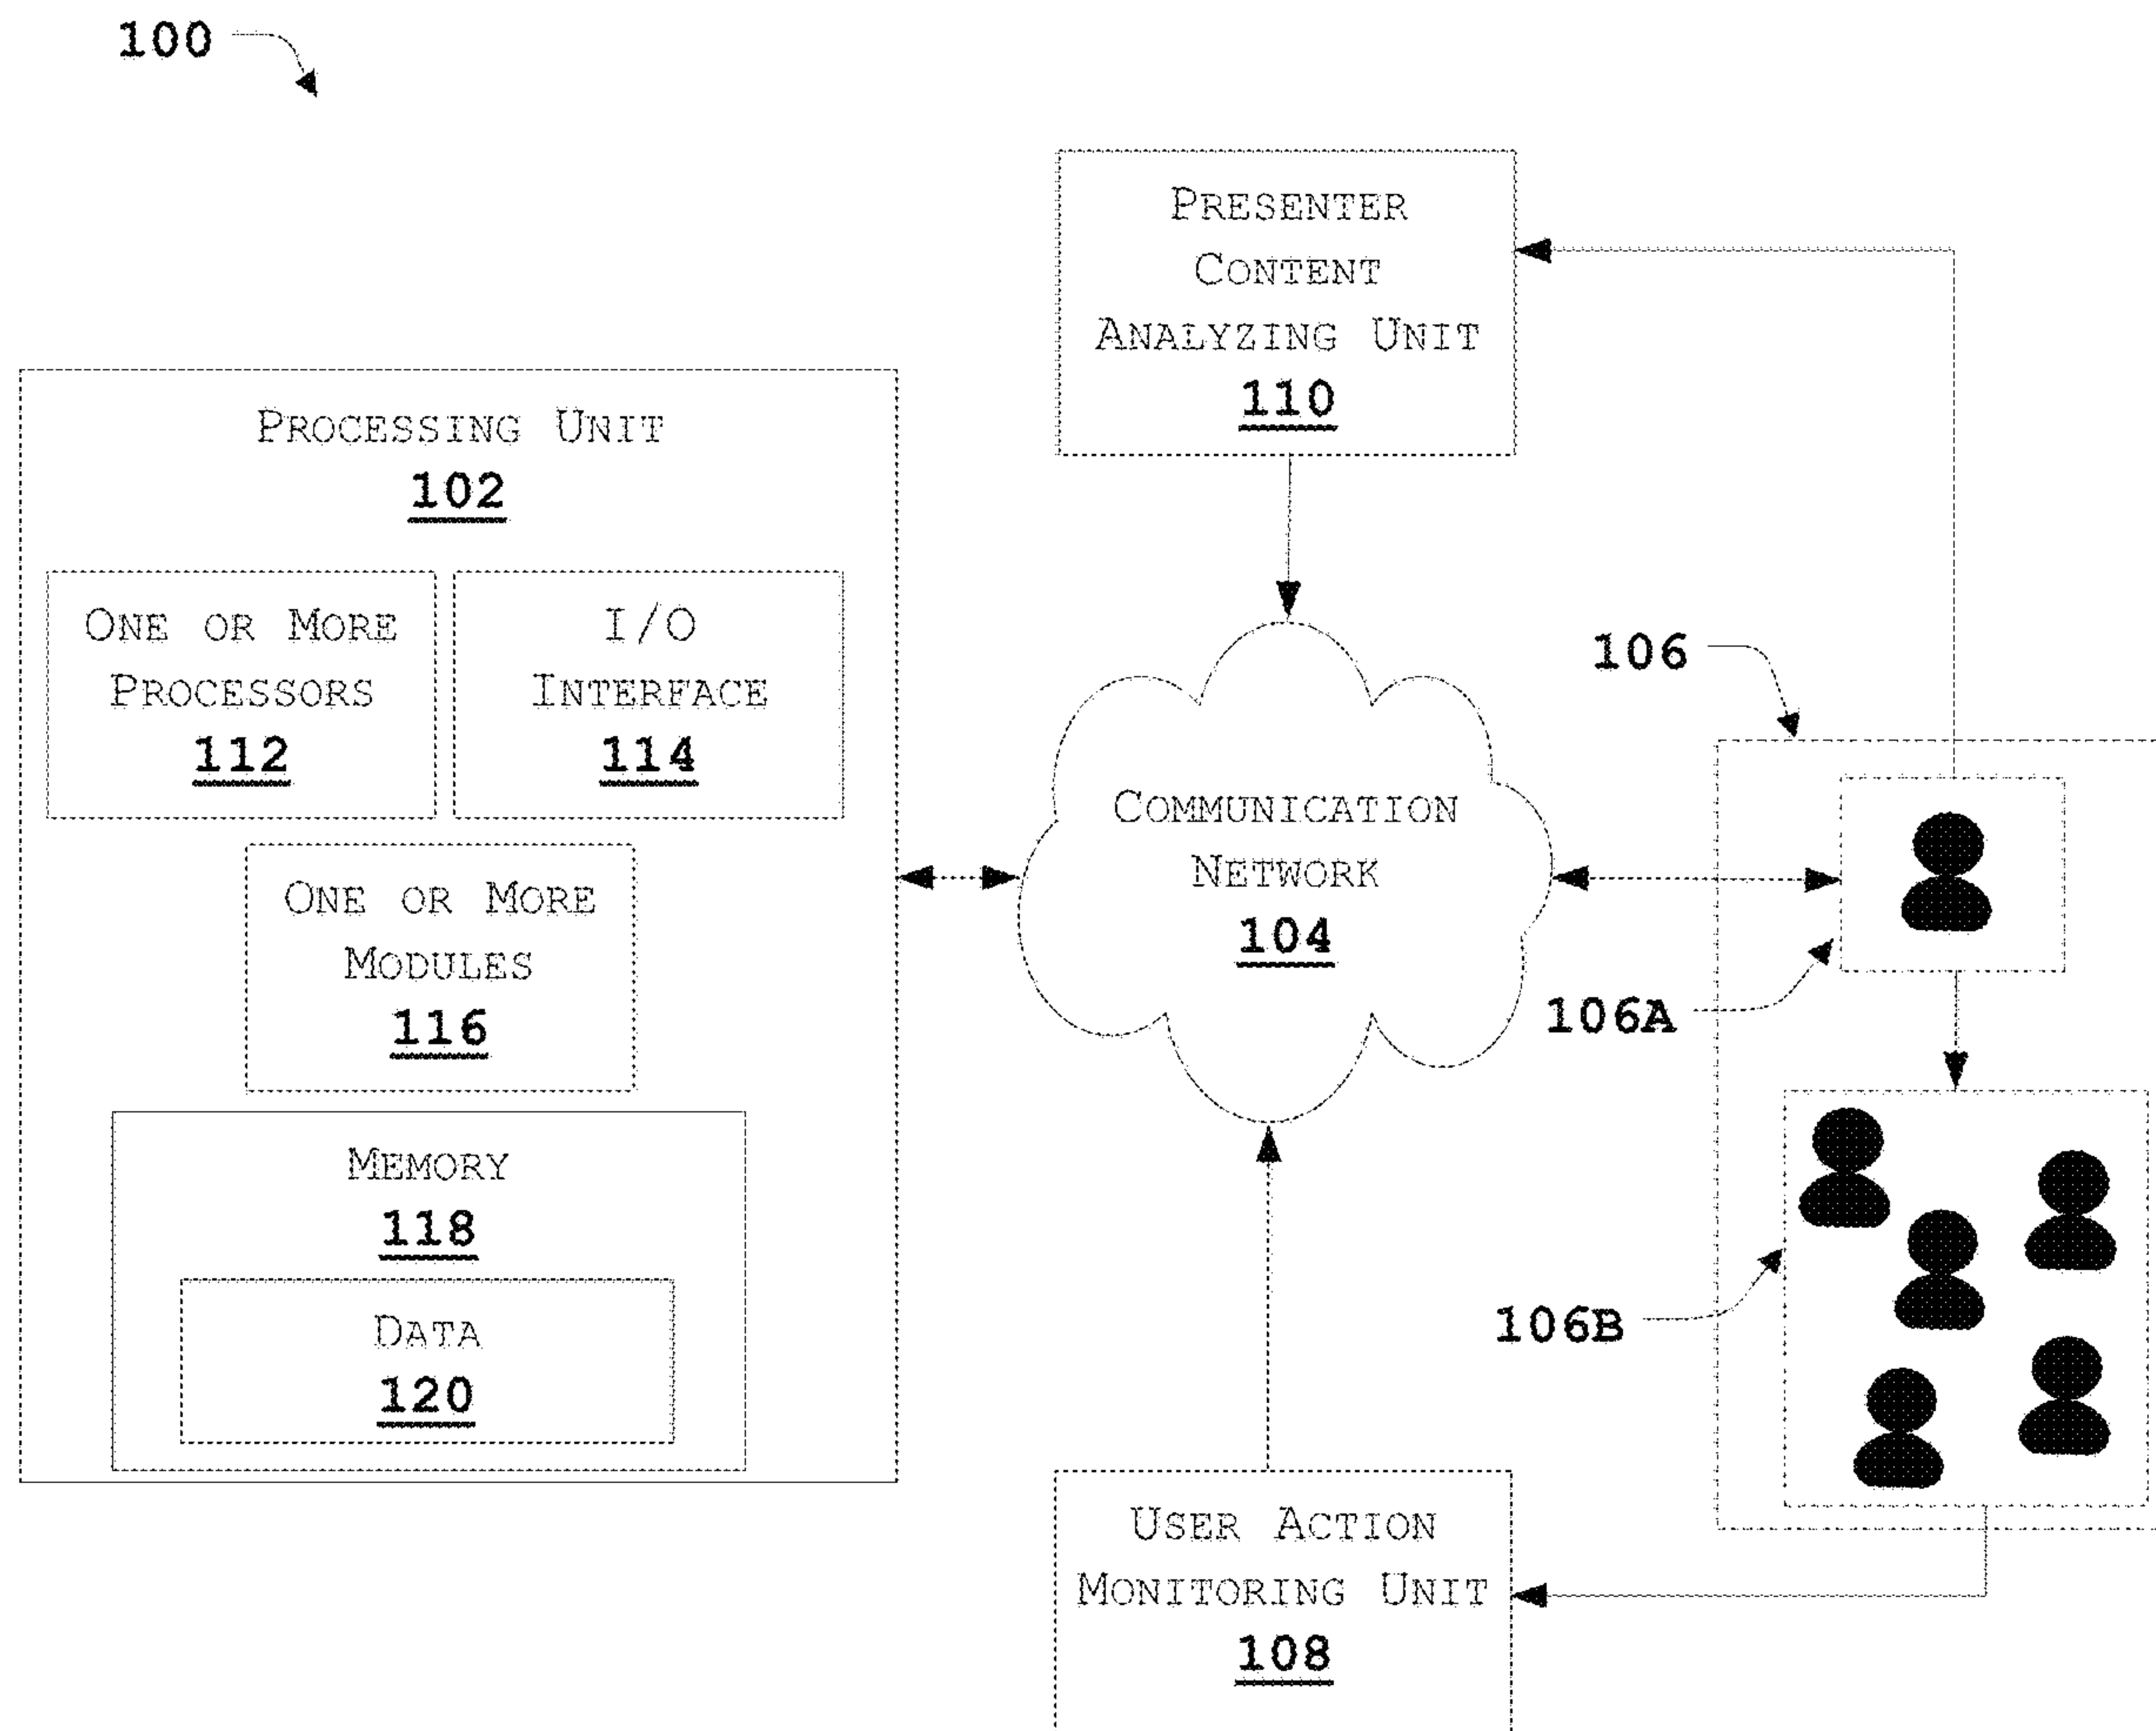 100
PRESENTER
CONTENT
ANALYZING UNIT
110
PROCESSING UNIT
102
ONE OR MORE
PROCESSORS
112
I/O
INTERFACE
114
ONE OR MORE
MODULES
116
MEMORY
118
DATA
120
COMMUNICATION
NETWORK
104
106
106A
106B
USER ACTION
MONITORING UNIT
108